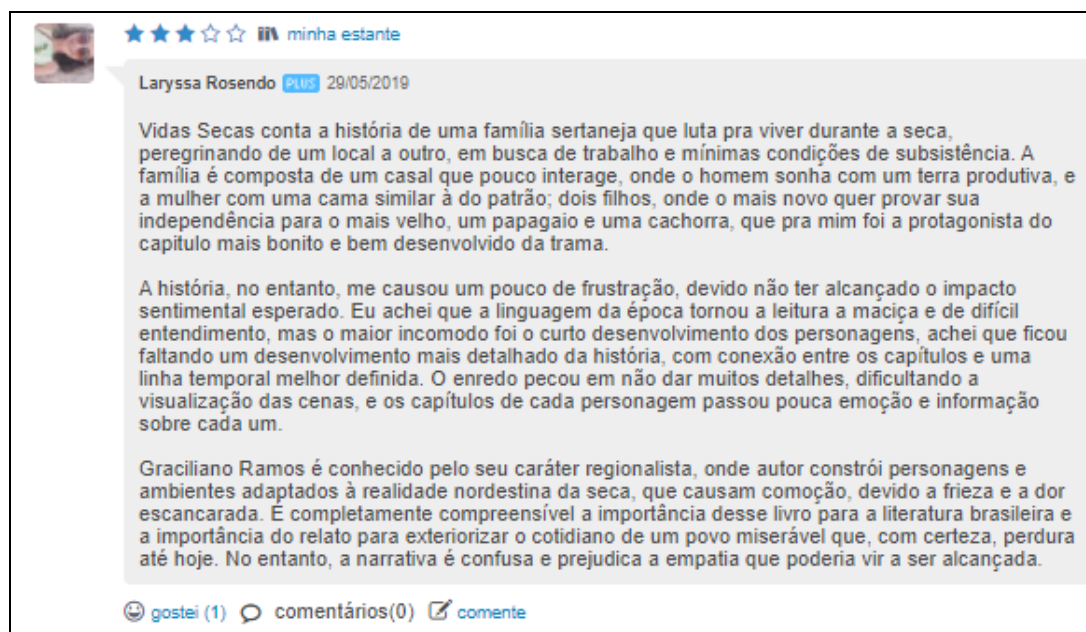 minha estante
Laryssa Rosendo PLUS 29/05/2019
Vidas Secas conta a história de uma família sertaneja que luta pra viver durante a seca,
peregrinando de um local a outro, em busca de trabalho e mínimas condições de subsistência. A
família é composta de um casal que pouco interage, onde o homem sonha com um terra produtiva, e
a mulher com uma cama similar à do patrão; dois filhos, onde o mais novo quer provar sua
independência para o mais velho, um papagaio e uma cachorra, que pra mim foi a protagonista do
capitulo mais bonito e bem desenvolvido da trama.
A história, no entanto, me causou um pouco de frustração, devido não ter alcançado o impacto
sentimental esperado. Eu achei que a linguagem da época tornou a leitura a maciça e de difícil
entendimento, mas o maior incomodo foi o curto desenvolvimento dos personagens, achei que ficou
faltando um desenvolvimento mais detalhado da história, com conexão entre os capítulos e uma
linha temporal melhor definida. O enredo pecou em não dar muitos detalhes, dificultando a
visualização das cenas, e os capítulos de cada personagem passou pouca emoção e informação
sobre cada um.
Graciliano Ramos é conhecido pelo seu caráter regionalista, onde autor constrói personagens e
ambientes adaptados à realidade nordestina da seca, que causam comoção, devido a frieza e a dor
escancarada. É completamente compreensível a importância desse livro para a literatura brasileira e
a importância do relato para exteriorizar o cotidiano de um povo miserável que, com certeza, perdura
até hoje. No entanto, a narrativa é confusa e prejudica a empatia que poderia vir a ser alcançada.
gostei (1) comentários(0) comente